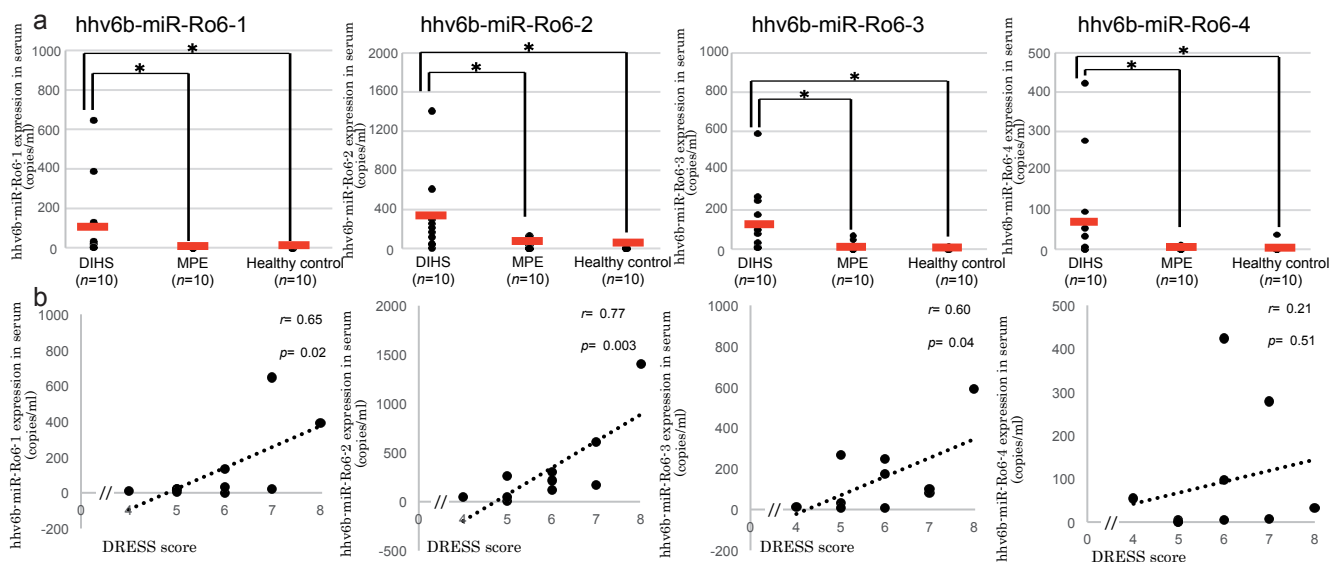 a
hhv6b-miR-Ro6-1
hhv6b-miR-Ro6-2
hhv6b-miR-Ro6-3
hhv6b-miR-Ro6-4
hhv6b-miR-Ro6-1 expression in serum
(copies/ml)
1000
800
600
400
200
0
*
*
DIHS
(n=10)
MPE
(n=10)
Healthy control
(n=10)
hhv6b-miR-Ro6-2 expression in serum
(copies/ml)
2000
1600
1200
800
400
0
*
*
DIHS
(n=10)
MPE
(n=10)
Healthy control
(n=10)
hhv6b-miR-Ro6-3 expression in serum
(copies/ml)
1000
800
600
400
200
0
*
*
DIHS
(n=10)
MPE
(n=10)
Healthy control
(n=10)
hhv6b-miR-Ro6-4 expression in serum
(copies/ml)
500
400
300
200
100
0
*
*
DIHS
(n=10)
MPE
(n=10)
Healthy control
(n=10)
b
hhv6b-miR-Ro6-1 expression in serum
(copies/ml)
1000
800
600
400
200
0
-200
r= 0.65
p= 0.02
//
3 4 5 6 7 8
DRESS score
hhv6b-miR-Ro6-2 expression in serum
(copies/ml)
2000
1500
1000
500
0
-500
r= 0.77
p= 0.003
//
3 4 5 6 7 8
DRESS score
hhv6b-miR-Ro6-3 expression in serum
(copies/ml)
1000
800
600
400
200
0
-200
r= 0.60
p= 0.04
//
3 4 5 6 7 8
DRESS score
hhv6b-miR-Ro6-4 expression in serum
(copies/ml)
500
400
300
200
100
0
r= 0.21
p= 0.51
//
3 4 5 6 7 8
DRESS score